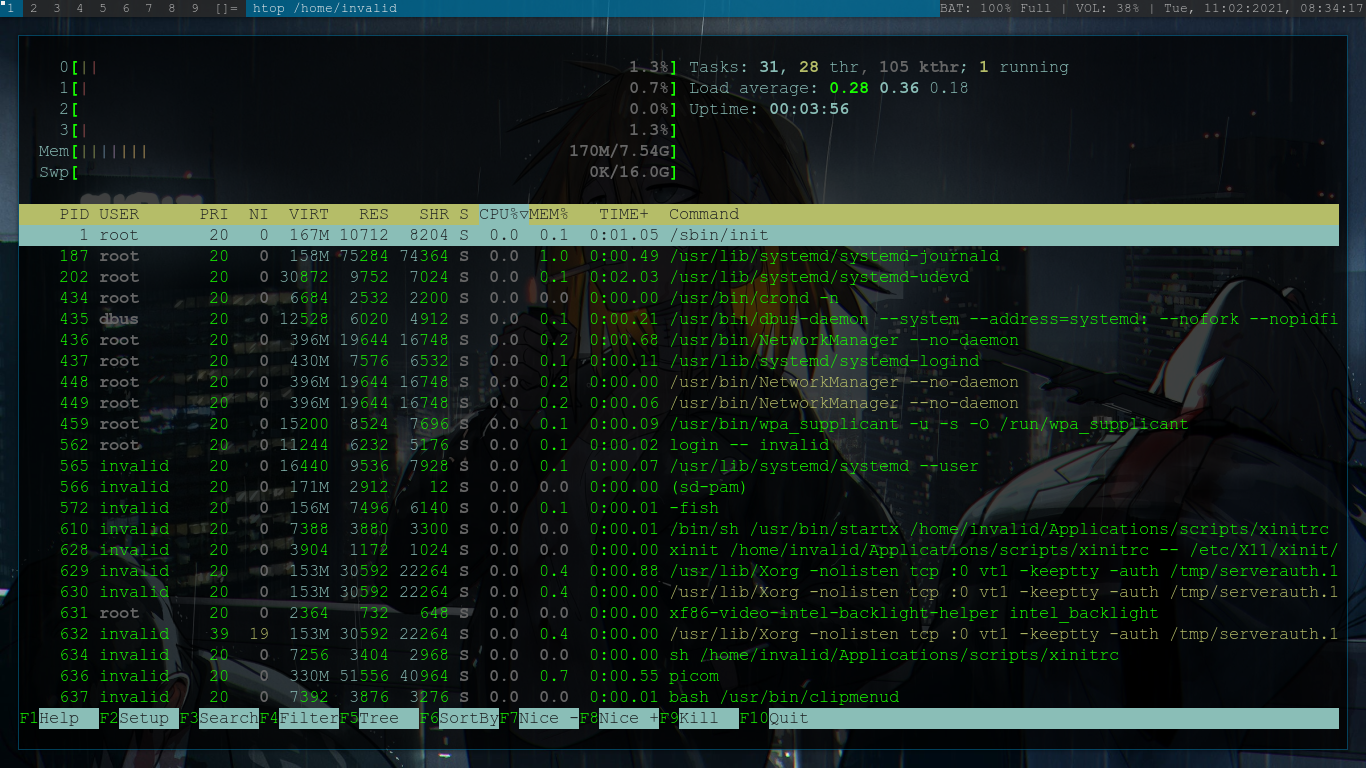 1 2 3 4 5 6 7 8 9 []= htop /home/invalid BAT: 100% Full | VOL: 38% | Tue, 11:02:2021, 08:34:17
0[|| 1.3%] Tasks: 31, 28 thr, 105 kthr; 1 running
1[| 0.7%] Load average: 0.28 0.36 0.18
2[ 0.0%] Uptime: 00:03:56
3[| 1.3%]
Mem[||||||| 170M/7.54G]
Swp[ 0K/16.0G]
PID USER PRI NI VIRT RES SHR S CPU%▽MEM% TIME+ Command
1 root 20 0 167M 10712 8204 S 0.0 0.1 0:01.05 /sbin/init
187 root 20 0 158M 75284 74364 S 0.0 1.0 0:00.49 /usr/lib/systemd/systemd-journald
202 root 20 0 30872 9752 7024 S 0.0 0.1 0:02.03 /usr/lib/systemd/systemd-udevd
434 root 20 0 6684 2532 2200 S 0.0 0.0 0:00.00 /usr/bin/crond -n
435 dbus 20 0 12528 6020 4912 S 0.0 0.1 0:00.21 /usr/bin/dbus-daemon --system --address=systemd: --nofork --nopidfi
436 root 20 0 396M 19644 16748 S 0.0 0.2 0:00.68 /usr/bin/NetworkManager --no-daemon
437 root 20 0 430M 7576 6532 S 0.0 0.1 0:00.11 /usr/lib/systemd/systemd-logind
448 root 20 0 396M 19644 16748 S 0.0 0.2 0:00.00 /usr/bin/NetworkManager --no-daemon
449 root 20 0 396M 19644 16748 S 0.0 0.2 0:00.06 /usr/bin/NetworkManager --no-daemon
459 root 20 0 15200 8524 7696 S 0.0 0.1 0:00.09 /usr/bin/wpa_supplicant -u -s -O /run/wpa_supplicant
562 root 20 0 11244 6232 5176 S 0.0 0.1 0:00.02 login -- invalid
565 invalid 20 0 16440 9536 7928 S 0.0 0.1 0:00.07 /usr/lib/systemd/systemd --user
566 invalid 20 0 171M 2912 12 S 0.0 0.0 0:00.00 (sd-pam)
572 invalid 20 0 156M 7496 6140 S 0.0 0.1 0:00.01 -fish
610 invalid 20 0 7388 3880 3300 S 0.0 0.0 0:00.01 /bin/sh /usr/bin/startx /home/invalid/Applications/scripts/xinitrc
628 invalid 20 0 3904 1172 1024 S 0.0 0.0 0:00.00 xinit /home/invalid/Applications/scripts/xinitrc -- /etc/X11/xinit/
629 invalid 20 0 153M 30592 22264 S 0.0 0.4 0:00.88 /usr/lib/Xorg -nolisten tcp :0 vt1 -keeptty -auth /tmp/serverauth.1
630 invalid 20 0 153M 30592 22264 S 0.0 0.4 0:00.00 /usr/lib/Xorg -nolisten tcp :0 vt1 -keeptty -auth /tmp/serverauth.1
631 root 20 0 2364 732 648 S 0.0 0.0 0:00.00 xf86-video-intel-backlight-helper intel_backlight
632 invalid 39 19 153M 30592 22264 S 0.0 0.4 0:00.00 /usr/lib/Xorg -nolisten tcp :0 vt1 -keeptty -auth /tmp/serverauth.1
634 invalid 20 0 7256 3404 2968 S 0.0 0.0 0:00.00 sh /home/invalid/Applications/scripts/xinitrc
636 invalid 20 0 330M 51556 40964 S 0.0 0.7 0:00.55 picom
637 invalid 20 0 7392 3876 3276 S 0.0 0.0 0:00.01 bash /usr/bin/clipmenud
F1Help F2Setup F3SearchF4FilterF5Tree F6SortByF7Nice -F8Nice +F9Kill F10Quit